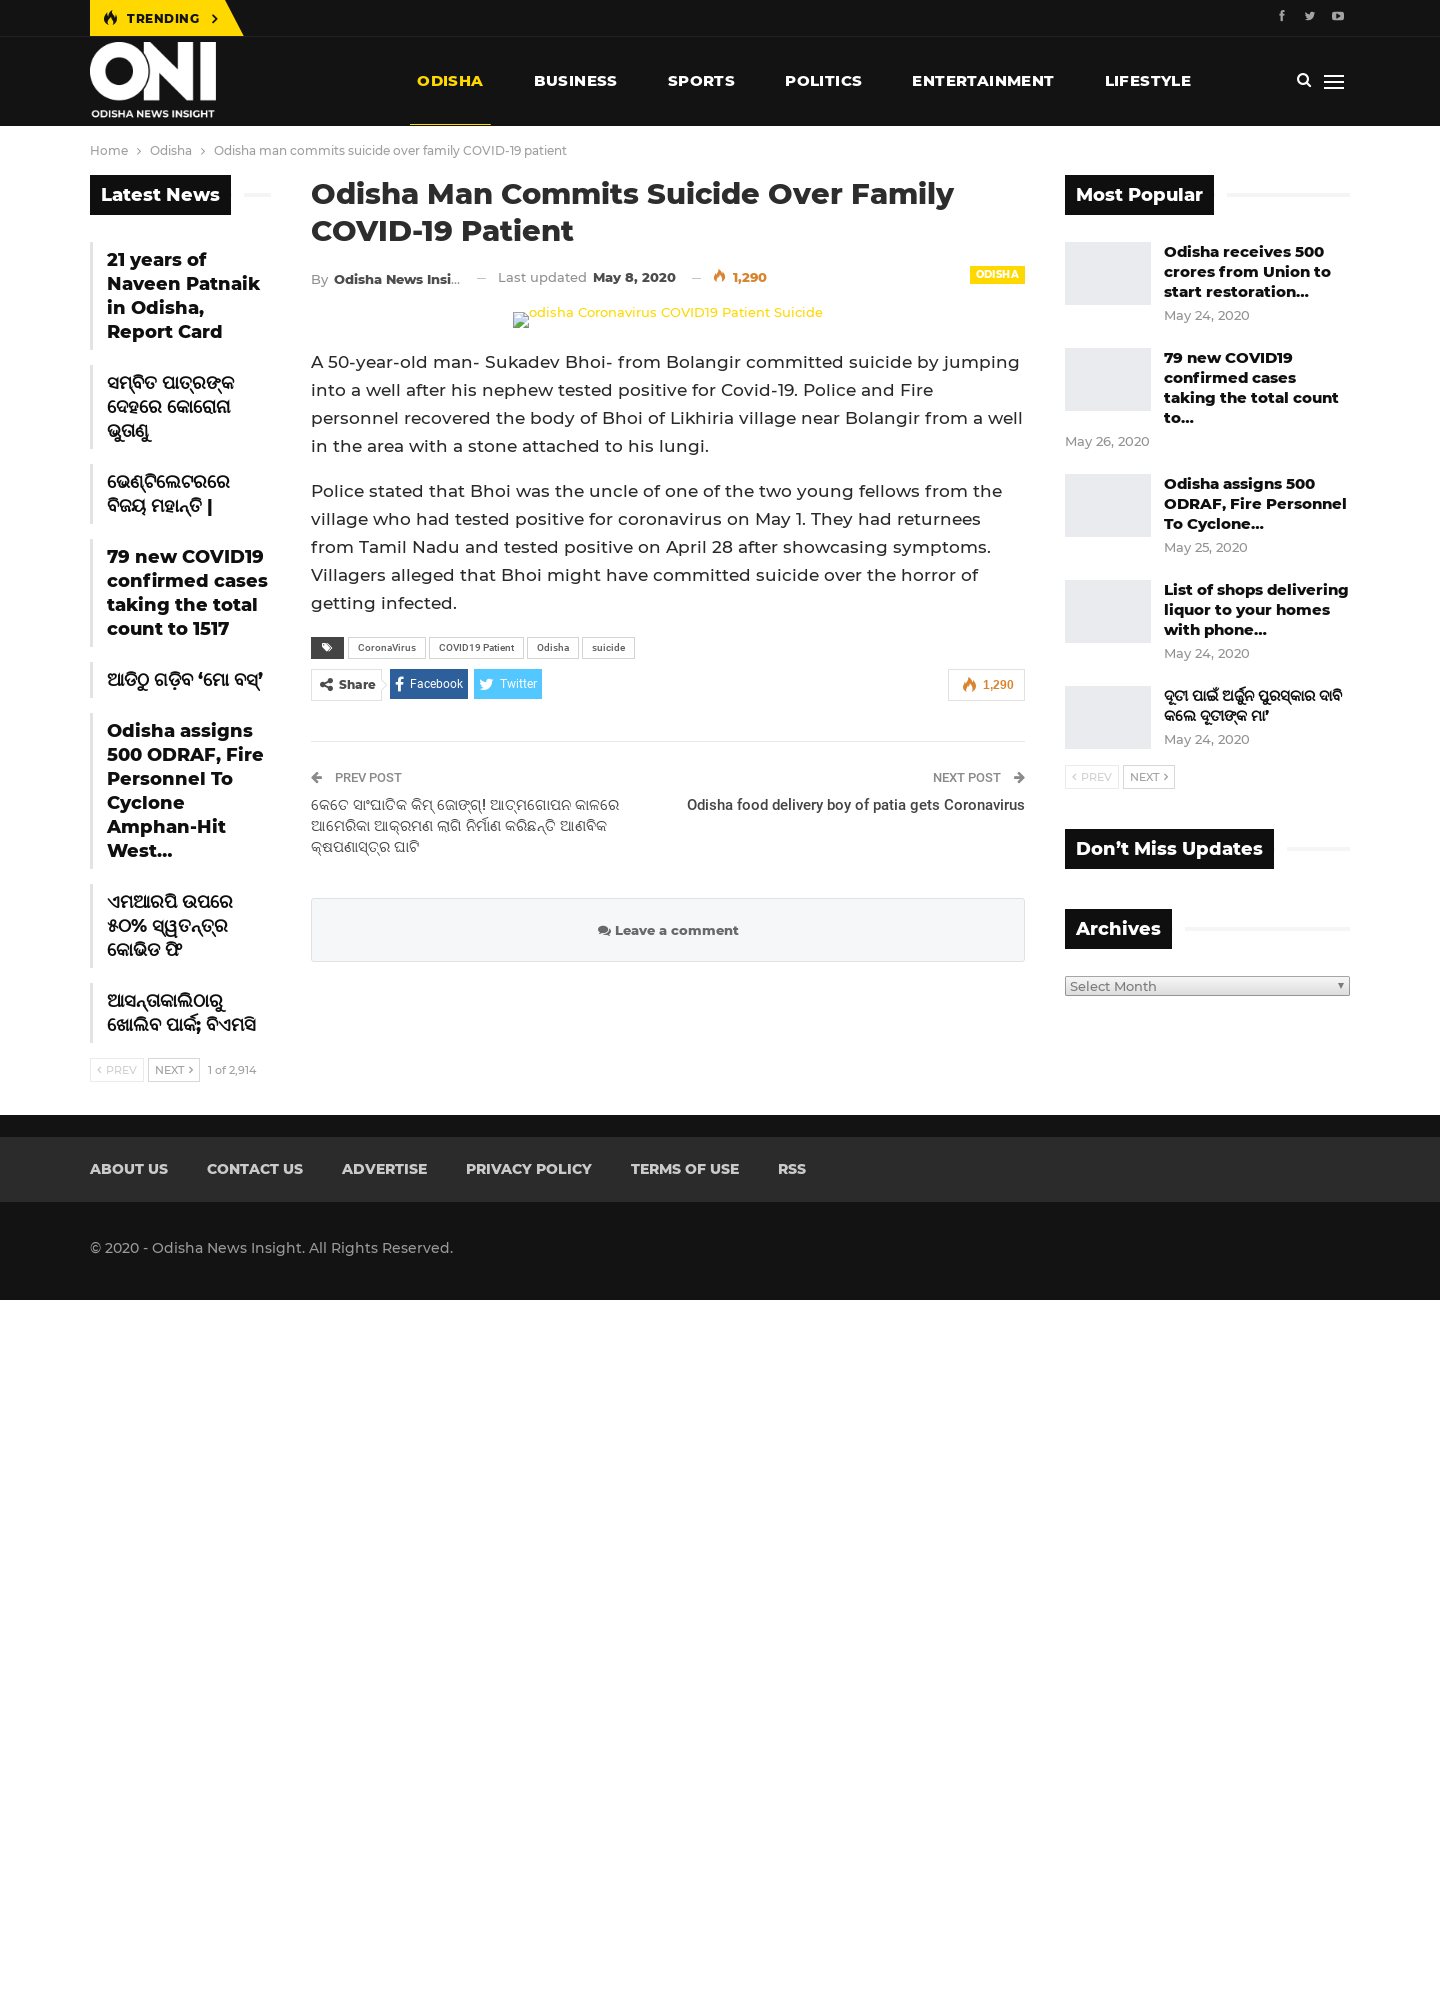 TRENDING
ONI
ODISHA NEWS INSIGHT
ODISHA
BUSINESS
SPORTS
POLITICS
ENTERTAINMENT
LIFESTYLE
Home
Odisha
Odisha man commits suicide over family COVID-19 patient
Latest News
21 years of
Naveen Patnaik
in Odisha,
Report Card
ସମ୍ବିତ ପାତ୍ରଙ୍କ
ଦେହରେ କୋରୋନା
ଭୁତାଣୁ
ଭେଣ୍ଟିଲେଟରରେ
ବିଜୟ ମହାନ୍ତି |
79 new COVID19
confirmed cases
taking the total
count to 1517
ଆଡିଠୁ ଗଡ଼ିବ ‘ମୋ ବସ୍’
Odisha assigns
500 ODRAF, Fire
Personnel To
Cyclone
Amphan-Hit
West…
ଏମଆରପି ଉପରେ
୫୦% ସ୍ୱତନ୍ତ୍ର
କୋଭିଡ ଫି
ଆସନ୍ତାକାଲିଠାରୁ
ଖୋଲିବ ପାର୍କ; ବିଏମସି
PREV
NEXT
1 of 2,914
Odisha Man Commits Suicide Over Family
COVID-19 Patient
By Odisha News Insi…
Last updated May 8, 2020
1,290
ODISHA
odisha Coronavirus COVID19 Patient Suicide
A 50-year-old man- Sukadev Bhoi- from Bolangir committed suicide by jumping
into a well after his nephew tested positive for Covid-19. Police and Fire
personnel recovered the body of Bhoi of Likhiria village near Bolangir from a well
in the area with a stone attached to his lungi.
Police stated that Bhoi was the uncle of one of the two young fellows from the
village who had tested positive for coronavirus on May 1. They had returnees
from Tamil Nadu and tested positive on April 28 after showcasing symptoms.
Villagers alleged that Bhoi might have committed suicide over the horror of
getting infected.
CoronaVirus
COVID19 Patient
Odisha
suicide
Share
Facebook
Twitter
1,290
PREV POST
କେତେ ସାଂଘାତିକ କିମ୍ ଜୋଙ୍ଗ୍! ଆତ୍ମଗୋପନ କାଳରେ
ଆମେରିକା ଆକ୍ରମଣ ଲାଗି ନିର୍ମାଣ କରିଛନ୍ତି ଆଣବିକ
କ୍ଷପଣାସ୍ତ୍ର ଘାଟି
NEXT POST
Odisha food delivery boy of patia gets Coronavirus
Leave a comment
Most Popular
Odisha receives 500
crores from Union to
start restoration…
May 24, 2020
79 new COVID19
confirmed cases
taking the total count
to…
May 26, 2020
Odisha assigns 500
ODRAF, Fire Personnel
To Cyclone…
May 25, 2020
List of shops delivering
liquor to your homes
with phone…
May 24, 2020
ଦୂତୀ ପାଇଁ ଅର୍ଜୁନ ପୁରସ୍କାର ଦାବି
କଲେ ଦୂତୀଙ୍କ ମା’
May 24, 2020
PREV
NEXT
Don’t Miss Updates
Archives
Select Month
ABOUT US
CONTACT US
ADVERTISE
PRIVACY POLICY
TERMS OF USE
RSS
© 2020 - Odisha News Insight. All Rights Reserved.